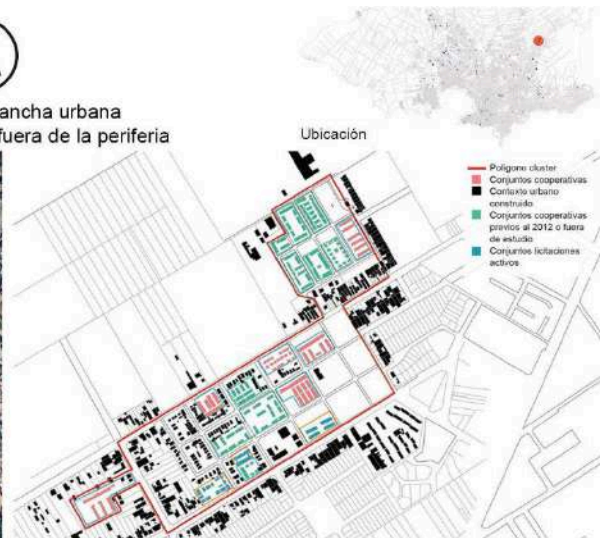 ancha urbana
fuera de la periferia
Ubicación
Polígono cluster
Conjuntos cooperativas
Contexto urbano
construido
Conjuntos cooperativas
previos al 2012 o fuera
de estudio
Conjuntos licitaciones
activos